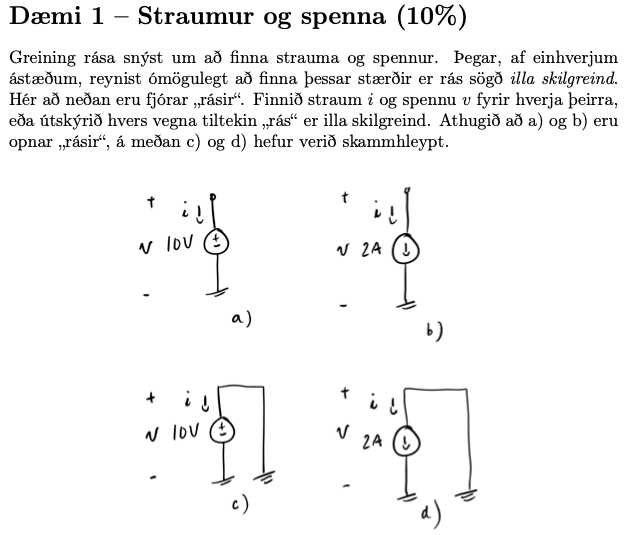 Dæmi 1 – Straumur og spenna (10%)
Greining rása snýst um að finna strauma og spennur. Þegar, af einhverjum
ástæðum, reynist ómögulegt að finna þessar stærðir er rás sögð illa skilgreind.
Hér að neðan eru fjórar „rásir“. Finnið straum i og spennu v fyrir hverja þeirra,
eða útskýrið hvers vegna tiltekin „rás“ er illa skilgreind. Athugið að a) og b) eru
opnar „rásir“, á meðan c) og d) hefur verið skammhleypt.
+ i ↓
v 10V ±
-
a)
+ i ↓
v 2A ↓
-
b)
+ i ↓
v 10V ±
-
c)
+ i ↓
v 2A ↓
-
d)